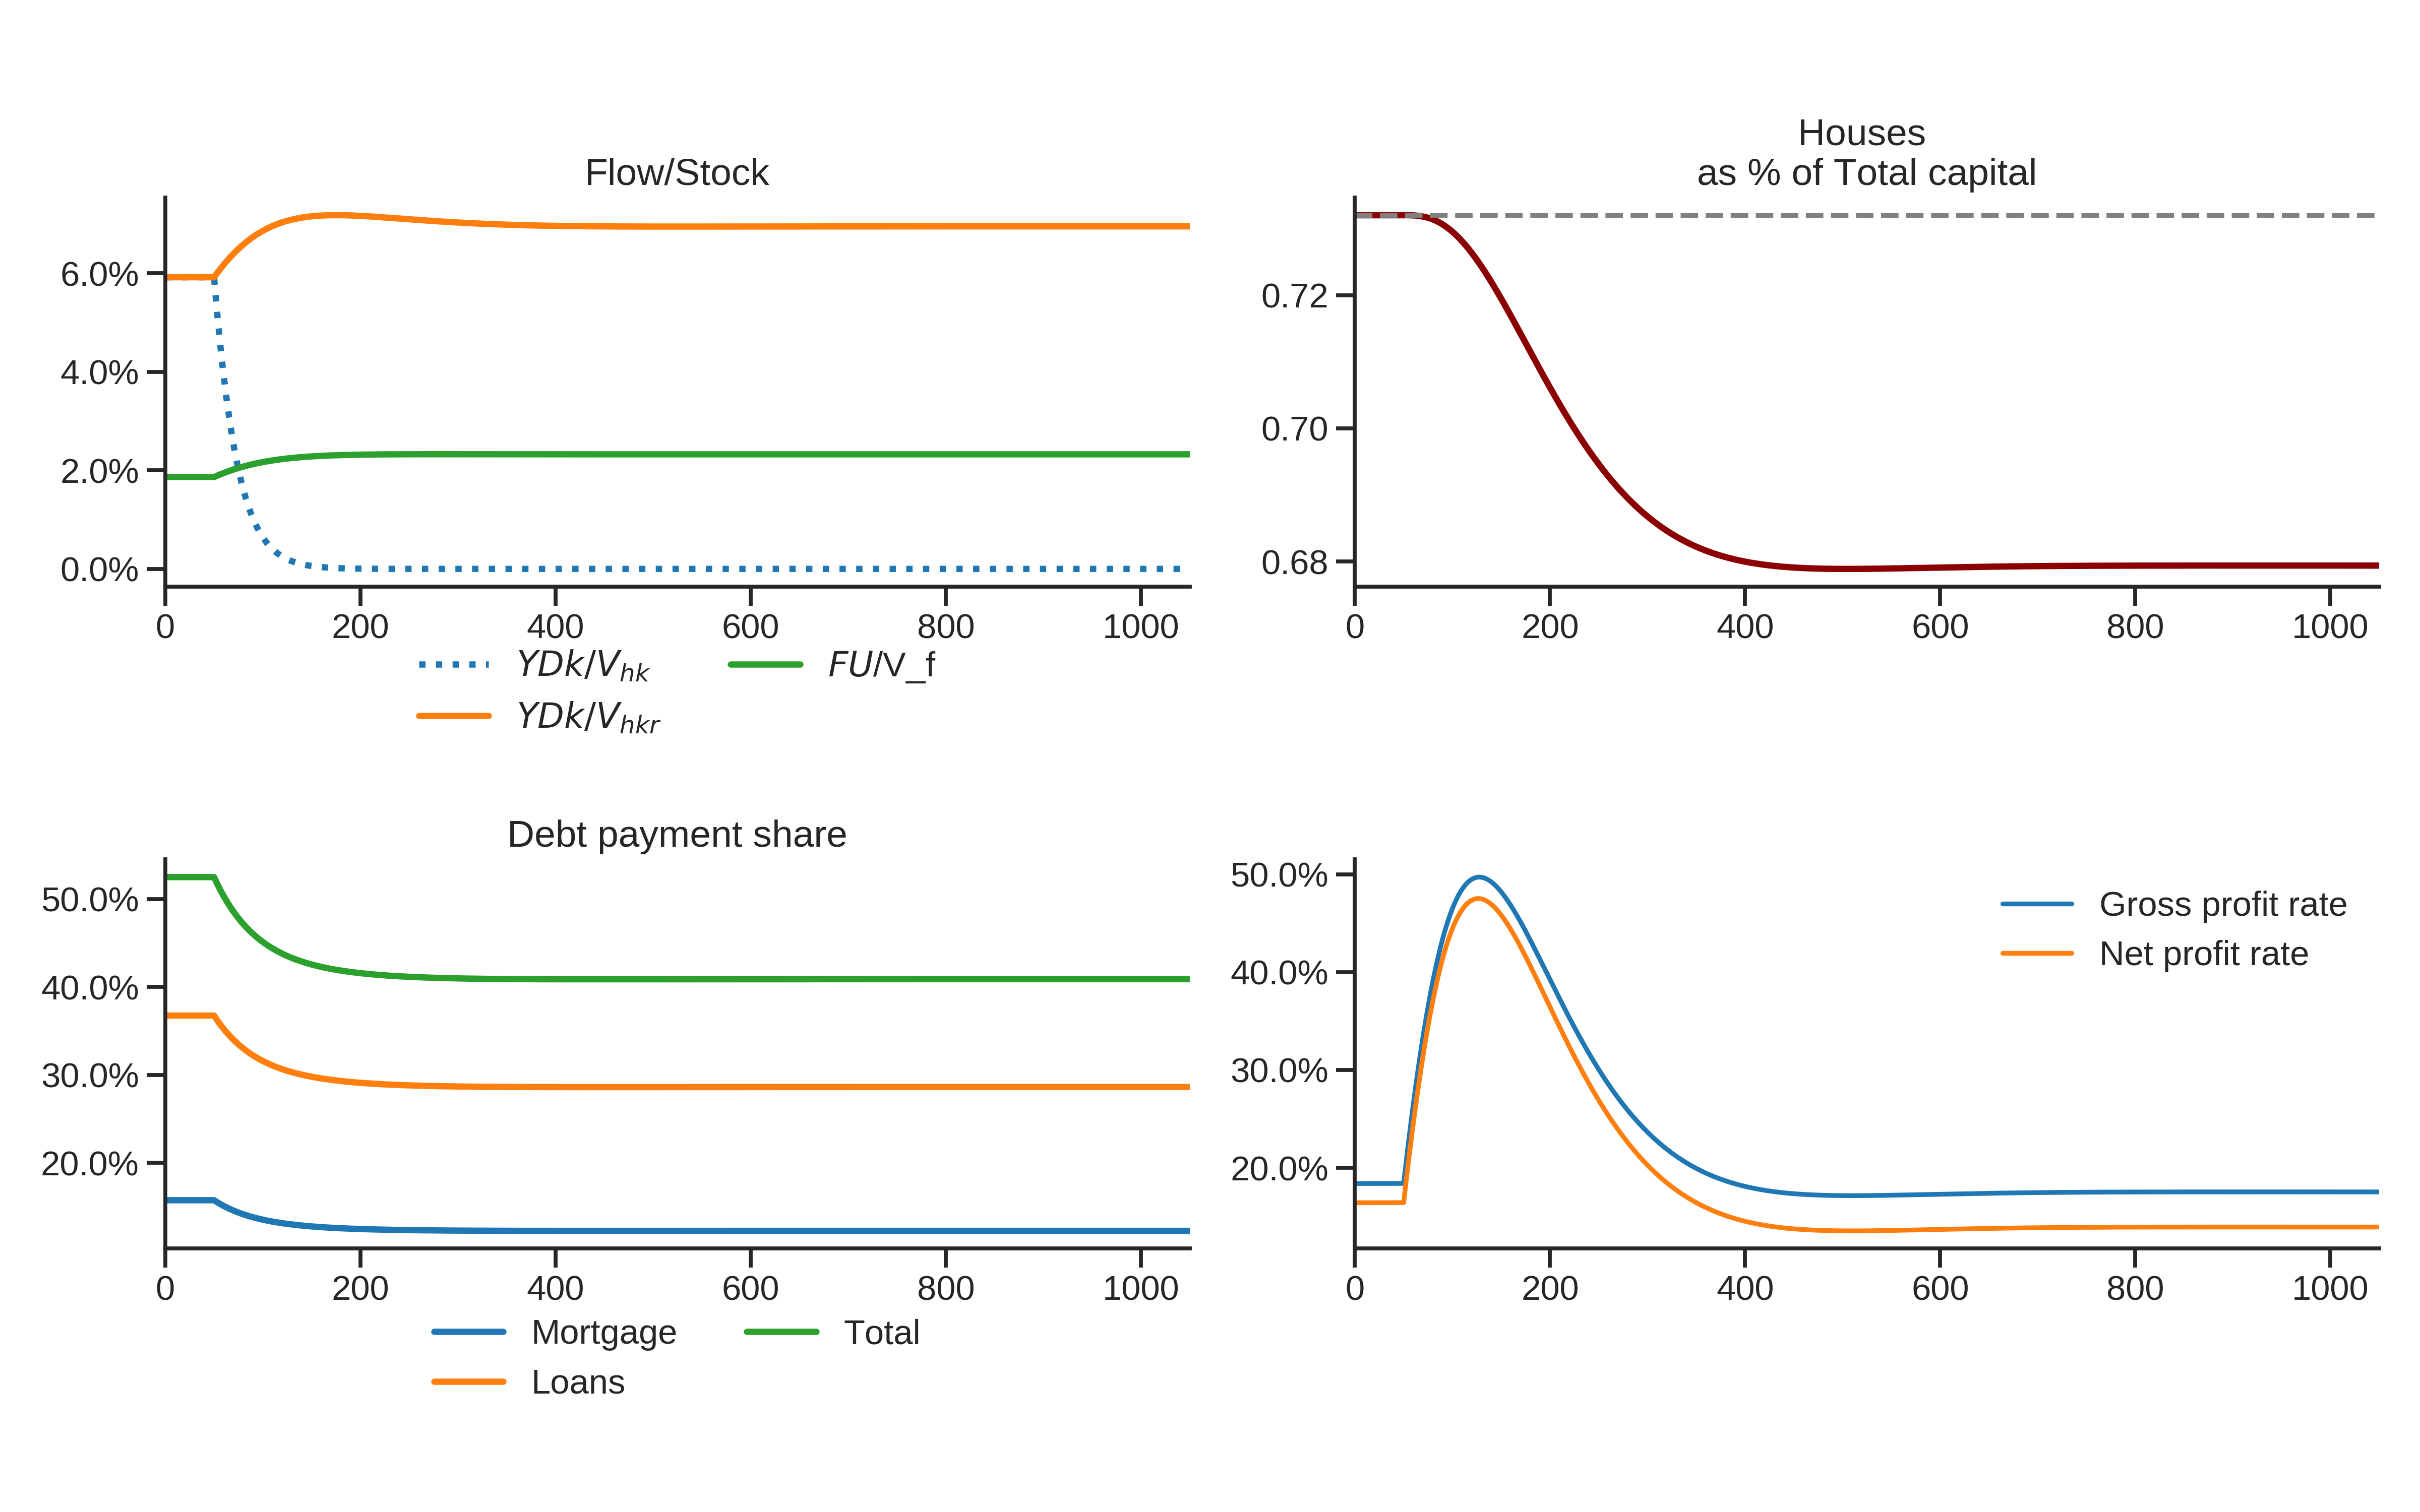 Flow/Stock
6.0%
4.0%
2.0%
0.0%
0 200 400 600 800 1000
YDk/V_{hk} FU/V_f
YDk/V_{hkr}
Houses
as % of Total capital
0.72
0.70
0.68
0 200 400 600 800 1000
Debt payment share
50.0%
40.0%
30.0%
20.0%
0 200 400 600 800 1000
Mortgage Total
Loans
50.0%
40.0%
30.0%
20.0%
0 200 400 600 800 1000
Gross profit rate
Net profit rate